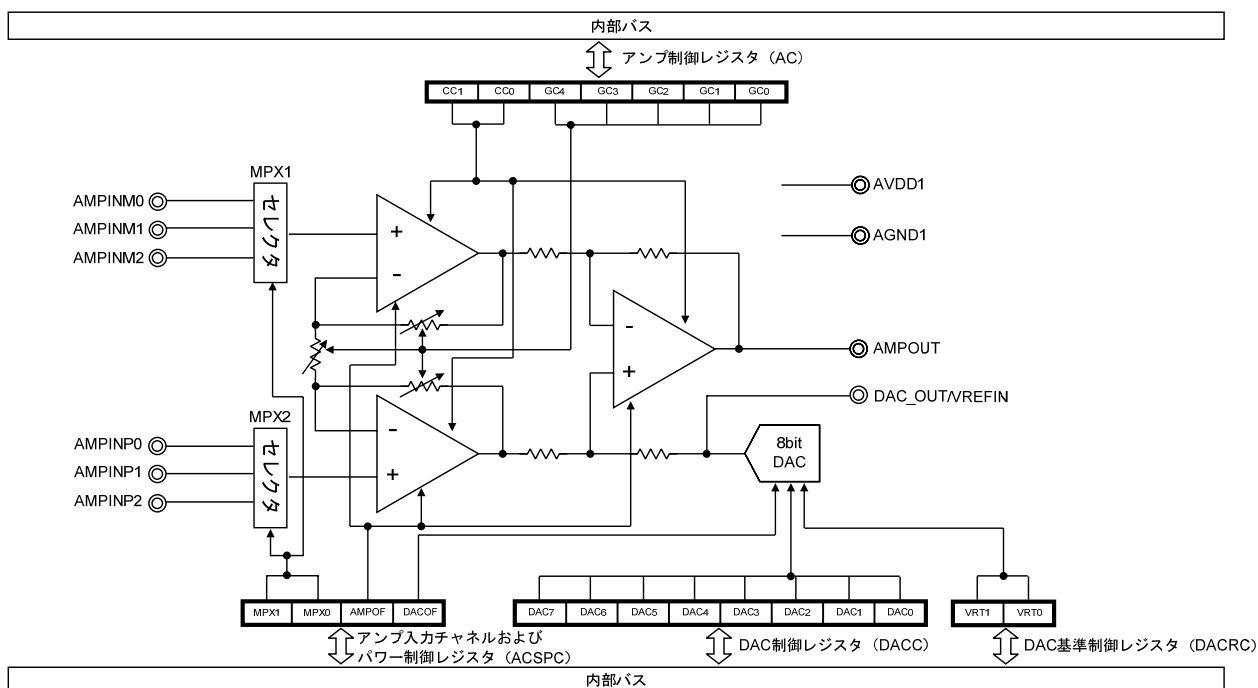 内部バス
アンプ制御レジスタ（AC）
CC1 CC0 GC4 GC3 GC2 GC1 GC0
MPX1
セレクタ
AMPINM0
AMPINM1
AMPINM2
+
-
AVDD1
AGND1
-
+
AMPOUT
DAC_OUT/VREFIN
MPX2
セレクタ
AMPINP0
AMPINP1
AMPINP2
-
+
8bit
DAC
MPX1 MPX0 AMPOF DACOF
DAC7 DAC6 DAC5 DAC4 DAC3 DAC2 DAC1 DAC0
VRT1 VRT0
アンプ入力チャネルおよび
パワー制御レジスタ（ACSPC）
DAC制御レジスタ（DACC）
DAC基準制御レジスタ（DACRC）
内部バス